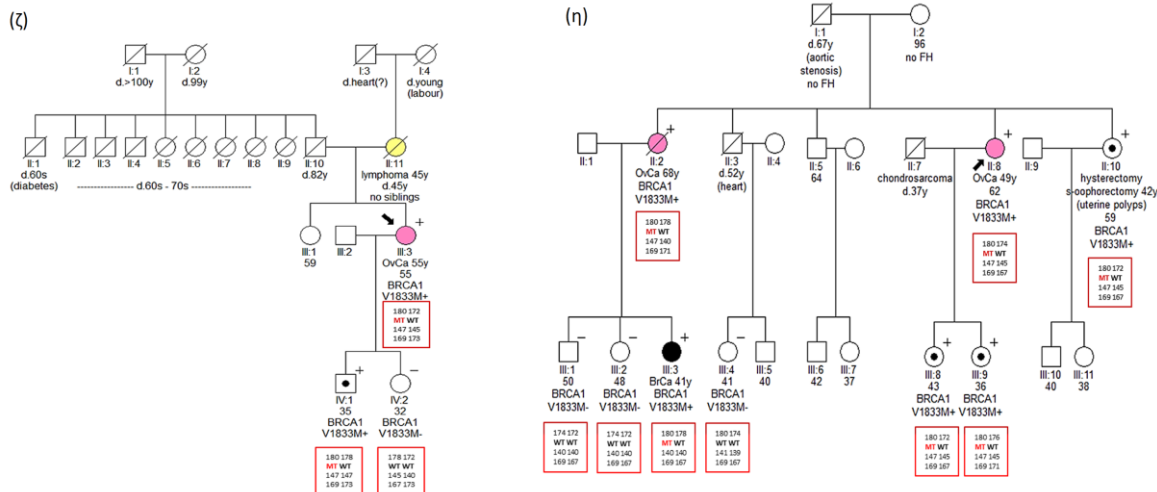 (ζ)
I:1
d.>100y
I:2
d.99y
I:3
d.heart(?)
I:4
d.young
(labour)
II:1
d.60s
(diabetes)
II:2
II:3
II:4
II:5
II:6
II:7
II:8
II:9
II:10
d.82y
II:11
lymphoma 45y
d.45y
no siblings
------------------ d.60s - 70s ------------------
III:1
59
III:2
+
III:3
OvCa 55y
55
BRCA1
V1833M+
180 172
MT WT
147 145
169 173
+
IV:1
35
BRCA1
V1833M+
180 178
MT WT
147 147
169 173
–
IV:2
32
BRCA1
V1833M-
178 172
WT WT
145 140
167 173
(η)
I:1
d.67y
(aortic
stenosis)
no FH
I:2
96
no FH
II:1
+
II:2
OvCa 68y
BRCA1
V1833M+
180 178
MT WT
147 140
169 171
II:3
d.52y
(heart)
II:4
II:5
64
II:6
II:7
chondrosarcoma
d.37y
+
II:8
OvCa 49y
62
BRCA1
V1833M+
180 174
MT WT
147 145
169 167
II:9
+
II:10
hysterectomy
s-oophorectomy 42y
(uterine polyps)
59
BRCA1
V1833M+
180 172
MT WT
147 145
169 167
–
III:1
50
BRCA1
V1833M-
174 172
WT WT
140 140
169 167
–
III:2
48
BRCA1
V1833M-
174 172
WT WT
140 140
169 167
+
III:3
BrCa 41y
BRCA1
V1833M+
180 178
MT WT
140 140
169 167
–
III:4
41
BRCA1
V1833M-
180 174
WT WT
141 139
169 167
III:5
40
III:6
42
III:7
37
+
III:8
43
BRCA1
V1833M+
180 172
MT WT
147 145
169 167
+
III:9
36
BRCA1
V1833M+
180 176
MT WT
147 145
169 171
III:10
40
III:11
38